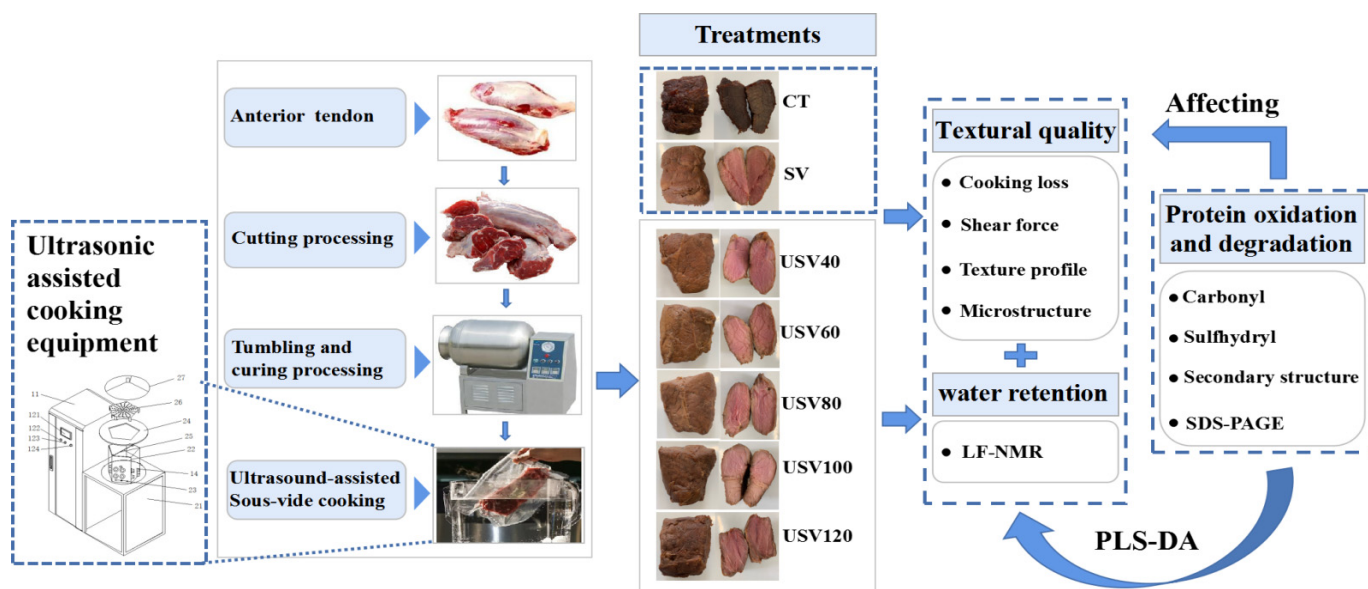 Ultrasonic
assisted
cooking
equipment
27
11
26
121
122
123
124
24
25
22
14
23
21
Anterior tendon
Cutting processing
Tumbling and
curing processing
Ultrasound-assisted
Sous-vide cooking
Treatments
CT
SV
USV40
USV60
USV80
USV100
USV120
Textural quality
• Cooking loss
• Shear force
• Texture profile
• Microstructure
water retention
• LF-NMR
Affecting
Protein oxidation
and degradation
• Carbonyl
• Sulfhydryl
• Secondary structure
• SDS-PAGE
PLS-DA